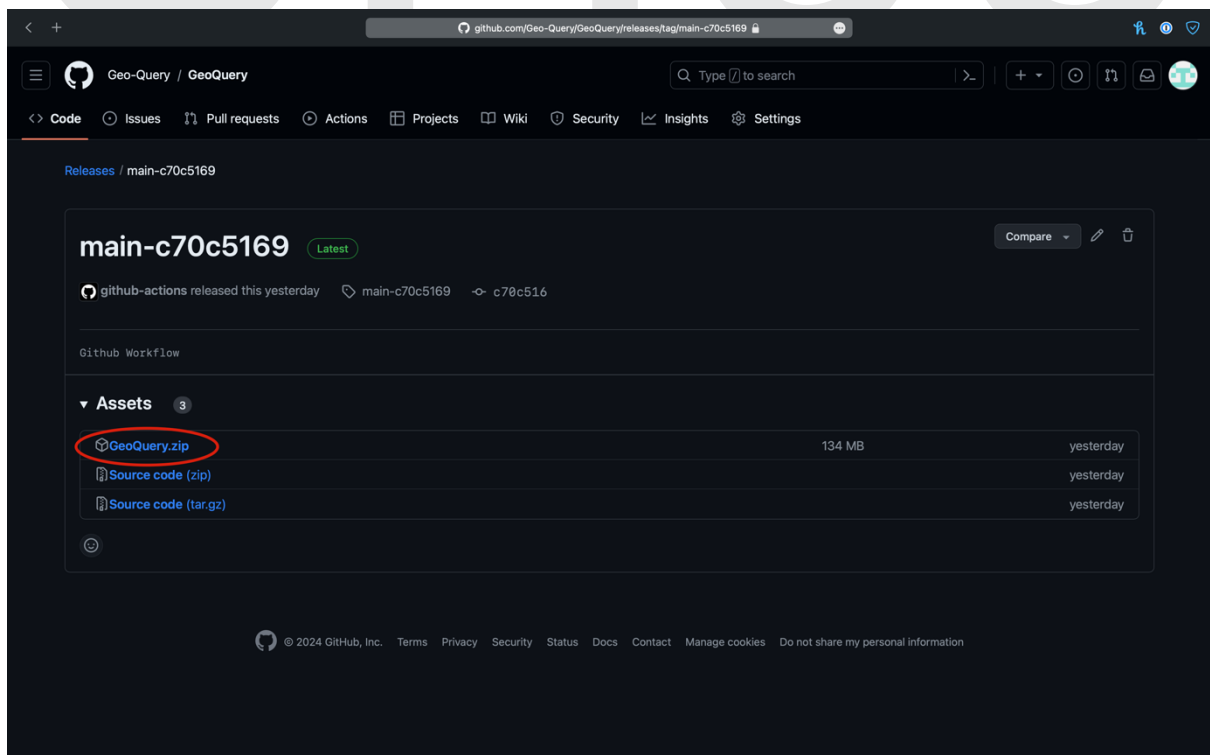 github.com/Geo-Query/GeoQuery/releases/tag/main-c70c5169
Geo-Query / GeoQuery
Type / to search
Code Issues Pull requests Actions Projects Wiki Security Insights Settings
Releases / main-c70c5169
main-c70c5169 Latest
Compare
github-actions released this yesterday main-c70c5169 c70c516
Github Workflow
Assets 3
GeoQuery.zip 134 MB yesterday
Source code (zip) yesterday
Source code (tar.gz) yesterday
© 2024 GitHub, Inc. Terms Privacy Security Status Docs Contact Manage cookies Do not share my personal information